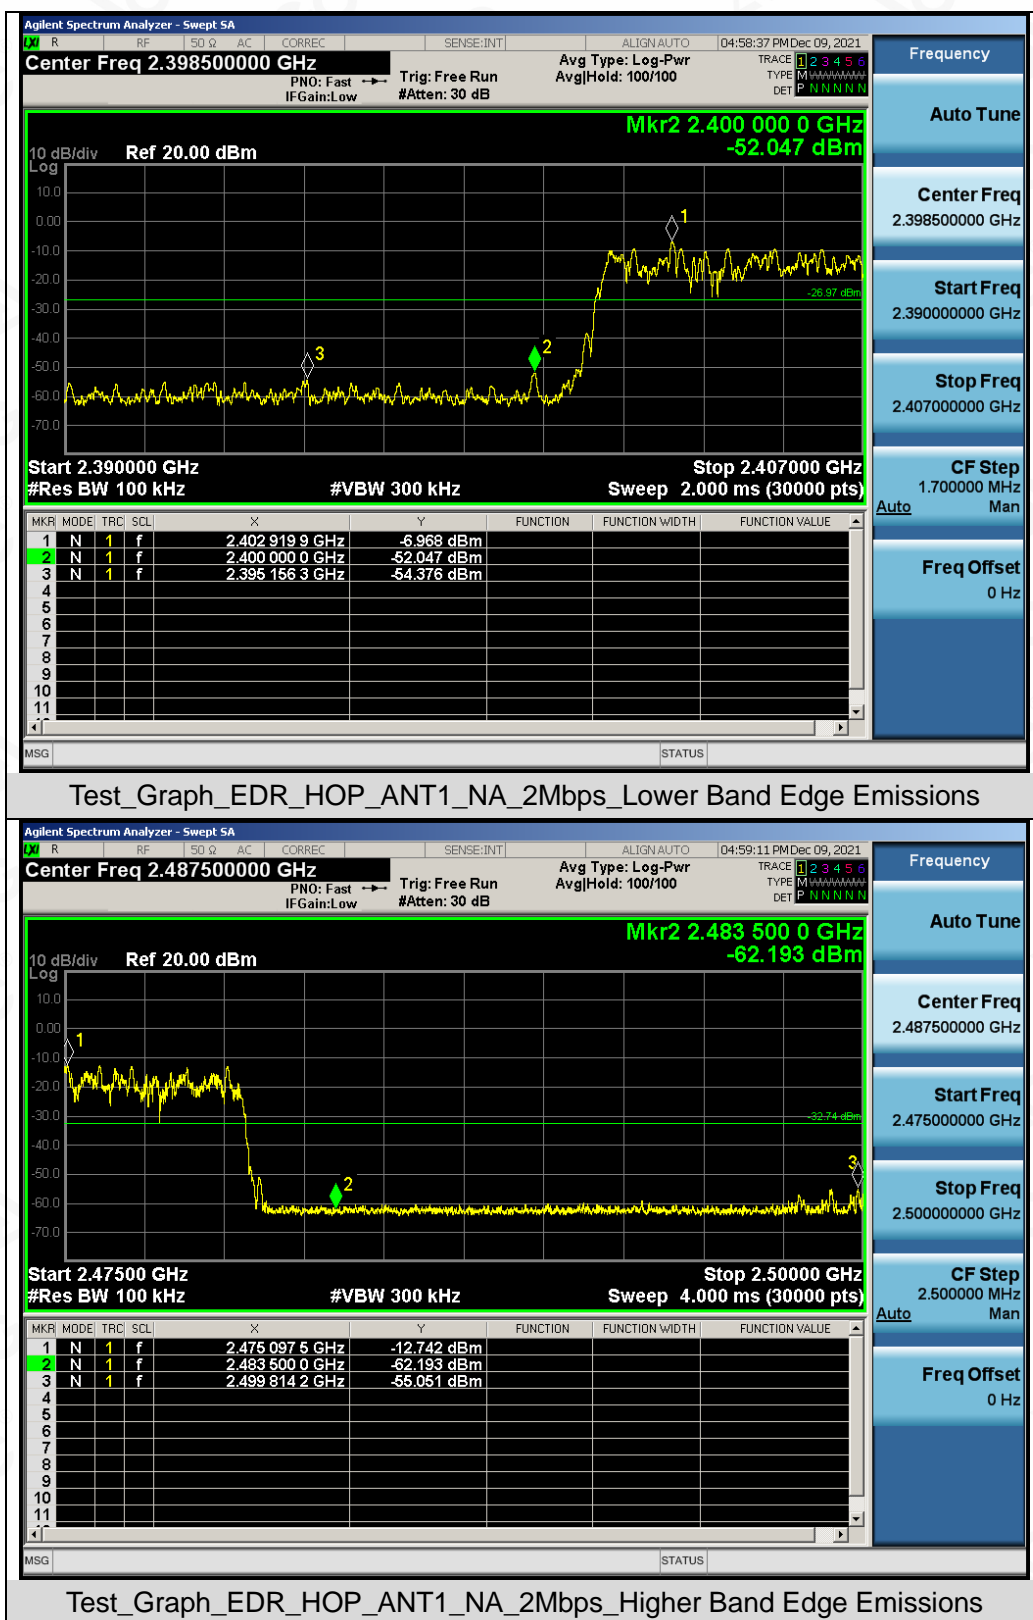 Agilent Spectrum Analyzer - Swept SA
LXI R RF 50 Ω AC CORREC SENSE:INT ALIGN AUTO 04:58:37 PM Dec 09, 2021
Center Freq 2.398500000 GHz Avg Type: Log-Pwr TRACE 1 2 3 4 5 6
PNO: Fast Trig: Free Run Avg|Hold: 100/100 TYPE M
IFGain:Low #Atten: 30 dB DET P N N N N N
Mkr2 2.400 000 0 GHz
-52.047 dBm
10 dB/div Ref 20.00 dBm
Log
10.0
0.00
1
-10.0
-20.0
-26.97 dBm
-30.0
-40.0
2
3
-50.0
-60.0
-70.0
Start 2.390000 GHz Stop 2.407000 GHz
#Res BW 100 kHz #VBW 300 kHz Sweep 2.000 ms (30000 pts)
MKR MODE TRC SCL X Y FUNCTION FUNCTION WIDTH FUNCTION VALUE
1 N 1 f 2.402 919 9 GHz -6.968 dBm
2 N 1 f 2.400 000 0 GHz -52.047 dBm
3 N 1 f 2.395 156 3 GHz -54.376 dBm
4
5
6
7
8
9
10
11
MSG STATUS
Frequency
Auto Tune
Center Freq
2.398500000 GHz
Start Freq
2.390000000 GHz
Stop Freq
2.407000000 GHz
CF Step
1.700000 MHz
Auto Man
Freq Offset
0 Hz
Test_Graph_EDR_HOP_ANT1_NA_2Mbps_Lower Band Edge Emissions
Agilent Spectrum Analyzer - Swept SA
LXI R RF 50 Ω AC CORREC SENSE:INT ALIGN AUTO 04:59:11 PM Dec 09, 2021
Center Freq 2.487500000 GHz Avg Type: Log-Pwr TRACE 1 2 3 4 5 6
PNO: Fast Trig: Free Run Avg|Hold: 100/100 TYPE M
IFGain:Low #Atten: 30 dB DET P N N N N N
Mkr2 2.483 500 0 GHz
-62.193 dBm
10 dB/div Ref 20.00 dBm
Log
10.0
0.00
1
-10.0
-20.0
-30.0
-32.74 dBm
-40.0
3
-50.0
2
-60.0
-70.0
Start 2.47500 GHz Stop 2.50000 GHz
#Res BW 100 kHz #VBW 300 kHz Sweep 4.000 ms (30000 pts)
MKR MODE TRC SCL X Y FUNCTION FUNCTION WIDTH FUNCTION VALUE
1 N 1 f 2.475 097 5 GHz -12.742 dBm
2 N 1 f 2.483 500 0 GHz -62.193 dBm
3 N 1 f 2.499 814 2 GHz -55.051 dBm
4
5
6
7
8
9
10
11
MSG STATUS
Frequency
Auto Tune
Center Freq
2.487500000 GHz
Start Freq
2.475000000 GHz
Stop Freq
2.500000000 GHz
CF Step
2.500000 MHz
Auto Man
Freq Offset
0 Hz
Test_Graph_EDR_HOP_ANT1_NA_2Mbps_Higher Band Edge Emissions